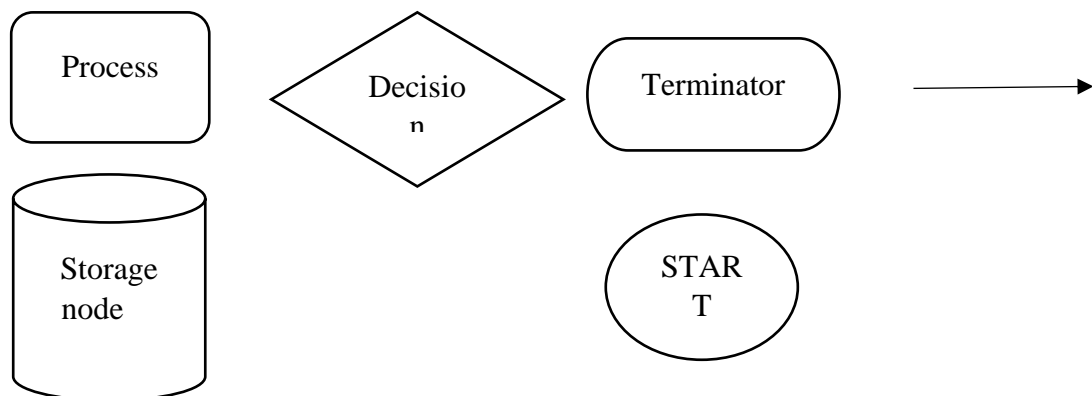 Process
Decisio
n
Terminator
Storage
node
STAR
T